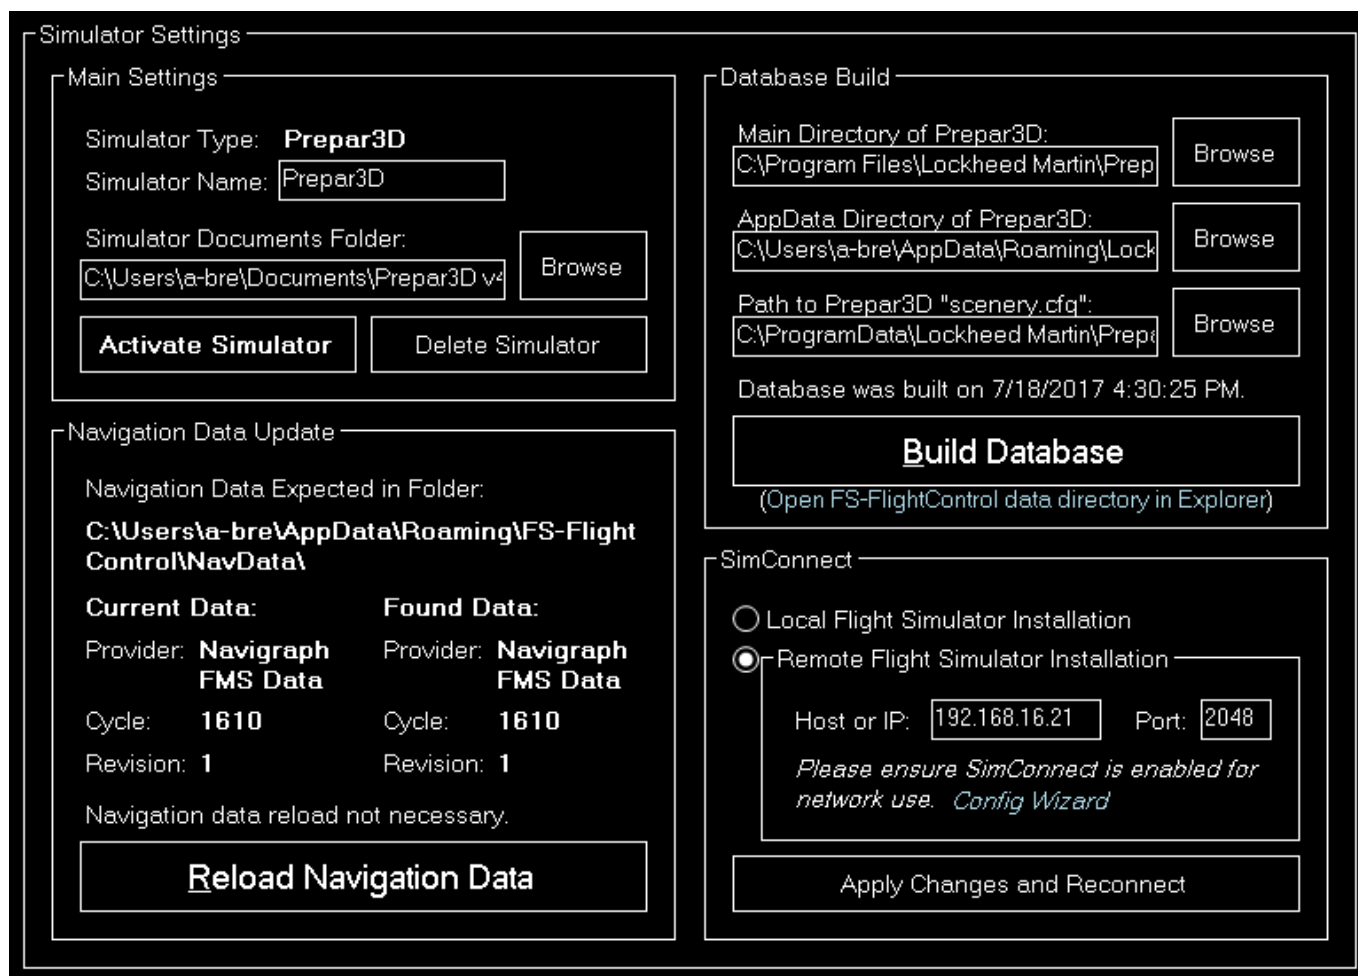 Simulator Settings
Main Settings
Simulator Type: Prepar3D
Simulator Name: Prepar3D
Simulator Documents Folder:
C:\Users\a-bre\Documents\Prepar3D v4
Browse
Activate Simulator
Delete Simulator
Navigation Data Update
Navigation Data Expected in Folder:
C:\Users\a-bre\AppData\Roaming\FS-Flight
Control\NavData\
Current Data:
Found Data:
Provider: Navigraph
FMS Data
Provider: Navigraph
FMS Data
Cycle: 1610
Cycle: 1610
Revision: 1
Revision: 1
Navigation data reload not necessary.
Reload Navigation Data
Database Build
Main Directory of Prepar3D:
C:\Program Files\Lockheed Martin\Prep
Browse
AppData Directory of Prepar3D:
C:\Users\a-bre\AppData\Roaming\Lock
Browse
Path to Prepar3D "scenery.cfg":
C:\ProgramData\Lockheed Martin\Prepa
Browse
Database was built on 7/18/2017 4:30:25 PM.
Build Database
(Open FS-FlightControl data directory in Explorer)
SimConnect
Local Flight Simulator Installation
Remote Flight Simulator Installation
Host or IP: 192.168.16.21 Port: 2048
Please ensure SimConnect is enabled for
network use. Config Wizard
Apply Changes and Reconnect